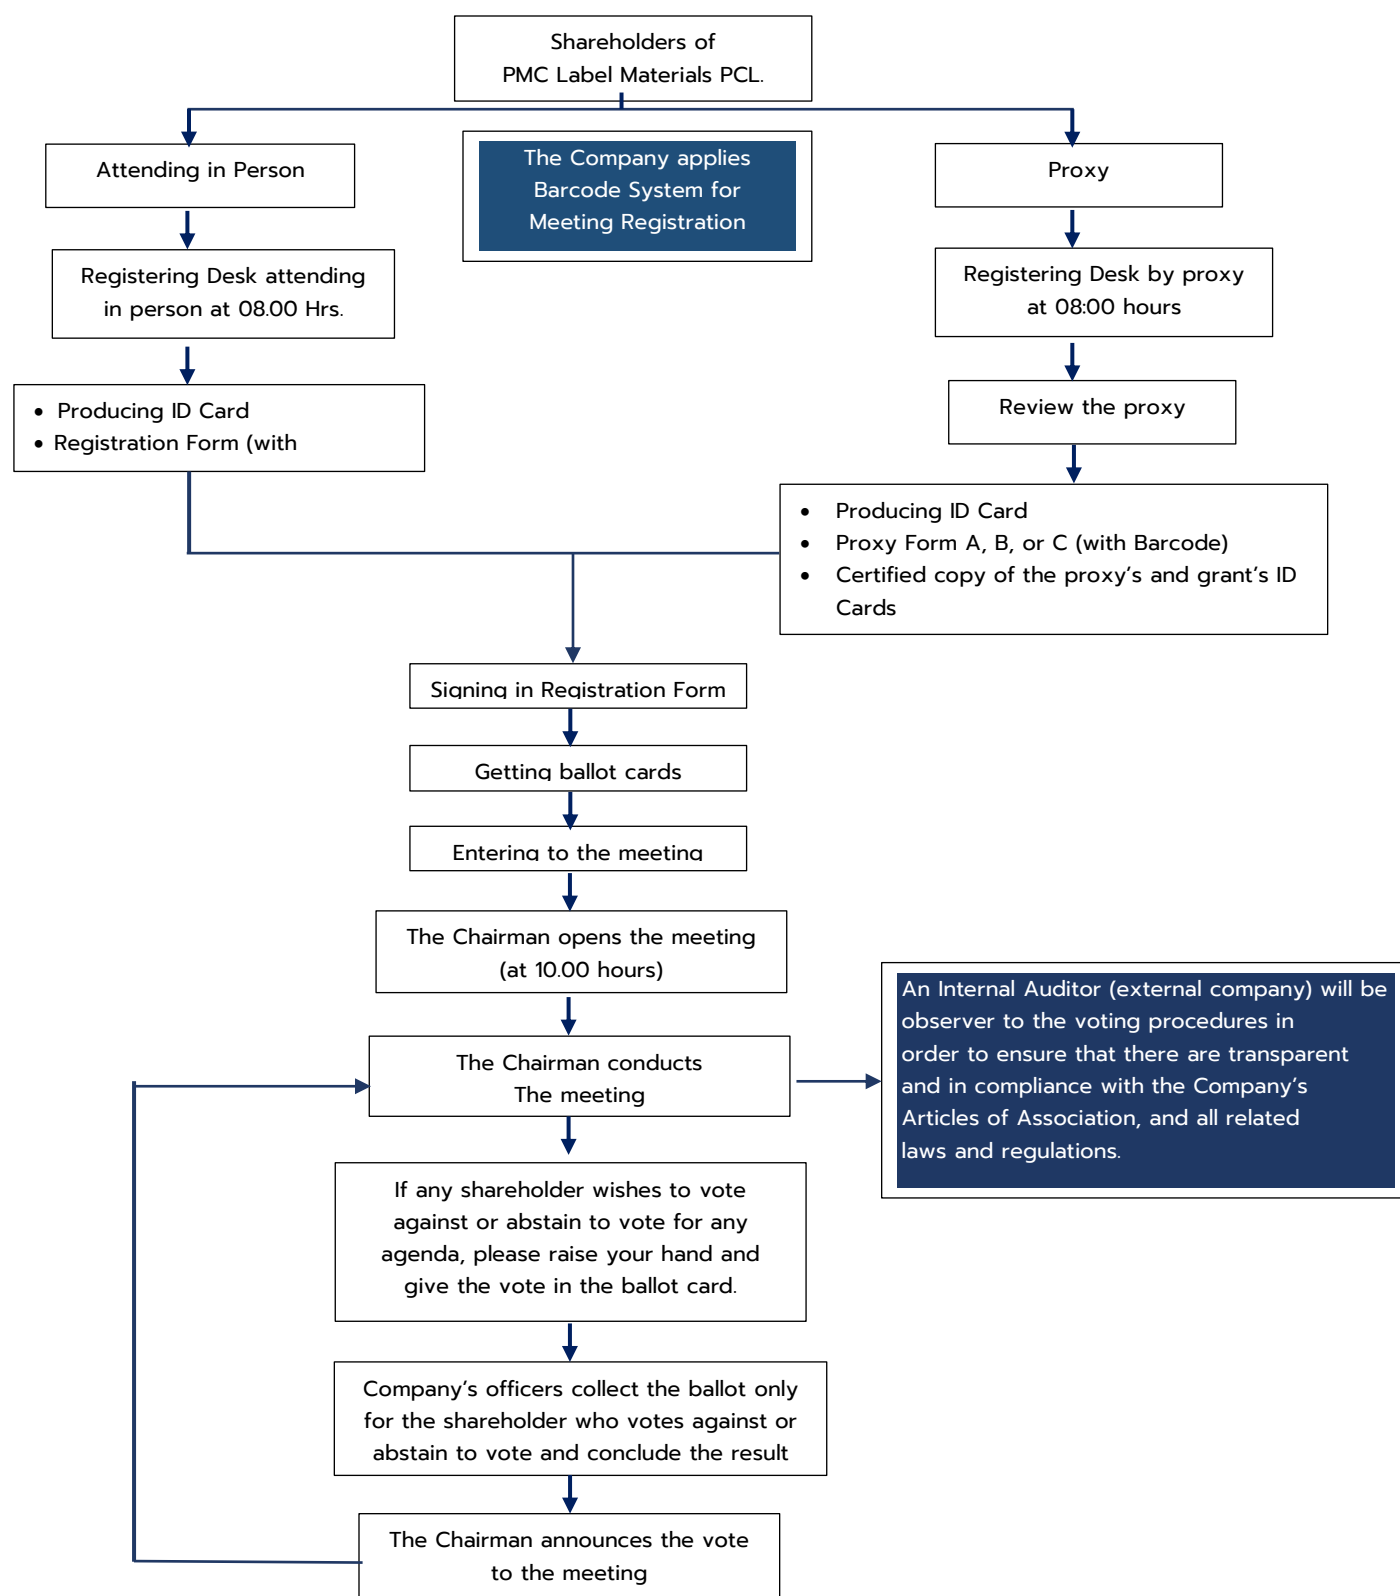 Shareholders of
PMC Label Materials PCL.
Attending in Person
The Company applies
Barcode System for
Meeting Registration
Proxy
Registering Desk attending
in person at 08.00 Hrs.
Registering Desk by proxy
at 08:00 hours
• Producing ID Card
• Registration Form (with
Review the proxy
• Producing ID Card
• Proxy Form A, B, or C (with Barcode)
• Certified copy of the proxy’s and grant’s ID
Cards
Signing in Registration Form
Getting ballot cards
Entering to the meeting
The Chairman opens the meeting
(at 10.00 hours)
The Chairman conducts
The meeting
An Internal Auditor (external company) will be
observer to the voting procedures in
order to ensure that there are transparent
and in compliance with the Company’s
Articles of Association, and all related
laws and regulations.
If any shareholder wishes to vote
against or abstain to vote for any
agenda, please raise your hand and
give the vote in the ballot card.
Company’s officers collect the ballot only
for the shareholder who votes against or
abstain to vote and conclude the result
The Chairman announces the vote
to the meeting